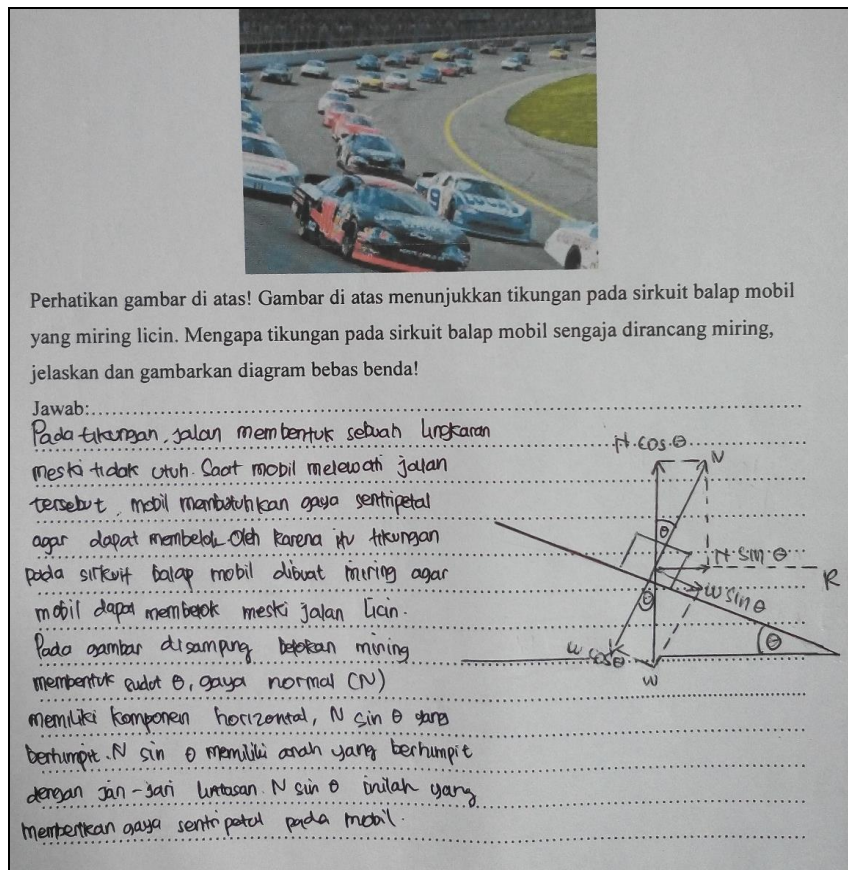 Perhatikan gambar di atas! Gambar di atas menunjukkan tikungan pada sirkuit balap mobil
yang miring licin. Mengapa tikungan pada sirkuit balap mobil sengaja dirancang miring,
jelaskan dan gambarkan diagram bebas benda!
Jawab:
Pada tikungan, jalan membentuk sebuah lingkaran
meski tidak utuh. Saat mobil melewati jalan
tersebut, mobil membutuhkan gaya sentripetal
agar dapat membelok. Oleh karena itu tikungan
pada sirkuit balap mobil dibuat miring agar
mobil dapat membelok meski jalan licin.
Pada gambar disamping belokan miring
membentuk sudut θ, gaya normal (N)
memiliki komponen horizontal, N sin θ yang
berhimpit. N sin θ memiliki arah yang berhimpit
dengan jari-jari lintasan. N sin θ inilah yang
memberikan gaya sentripetal pada mobil.
N cos θ
N
θ
N sin θ
R
W sin θ
θ
θ
W cos θ
W